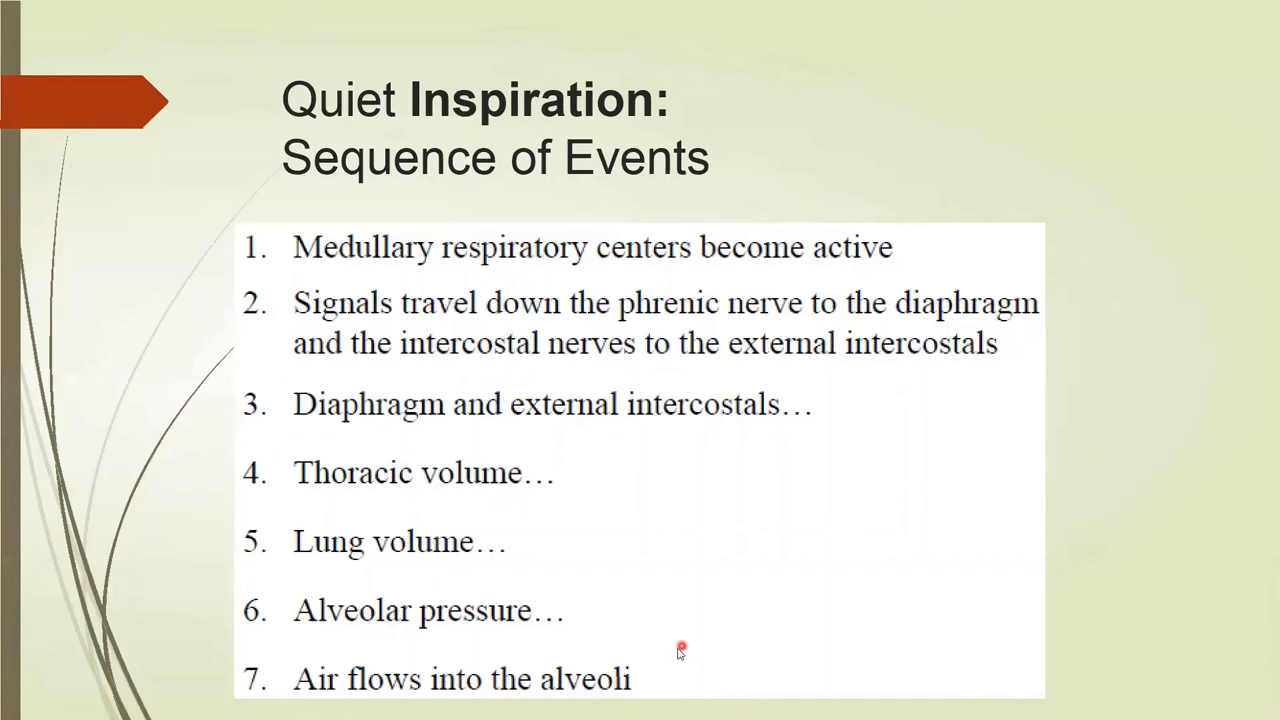 Quiet Inspiration:
Sequence of Events
1. Medullary respiratory centers become active
2. Signals travel down the phrenic nerve to the diaphragm
and the intercostal nerves to the external intercostals
3. Diaphragm and external intercostals…
4. Thoracic volume…
5. Lung volume…
6. Alveolar pressure…
7. Air flows into the alveoli